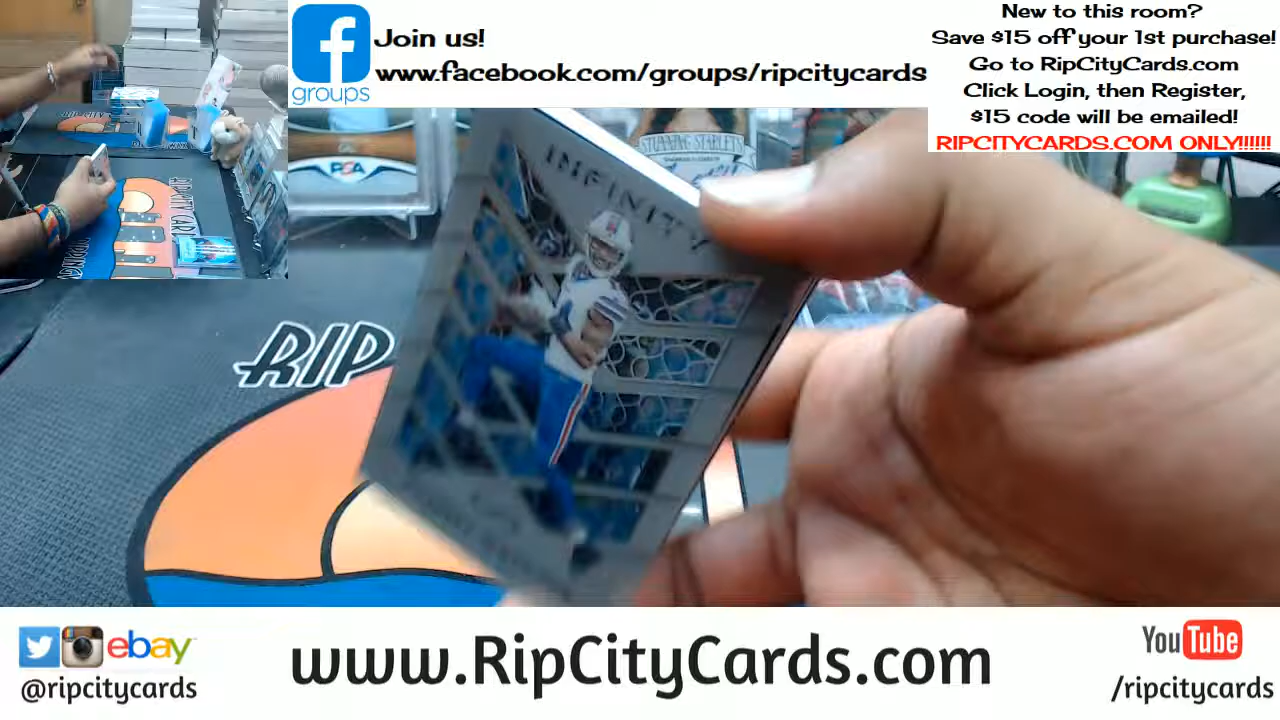 Join us!
www.facebook.com/groups/ripcitycards
groups
New to this room?
Save $15 off your 1st purchase!
Go to RipCityCards.com
Click Login, then Register,
$15 code will be emailed!
RIPCITYCARDS.COM ONLY!!!!!!
PSA
INFINITY
RIP
ebay
@ripcitycards
www.RipCityCards.com
YouTube
/ripcitycards